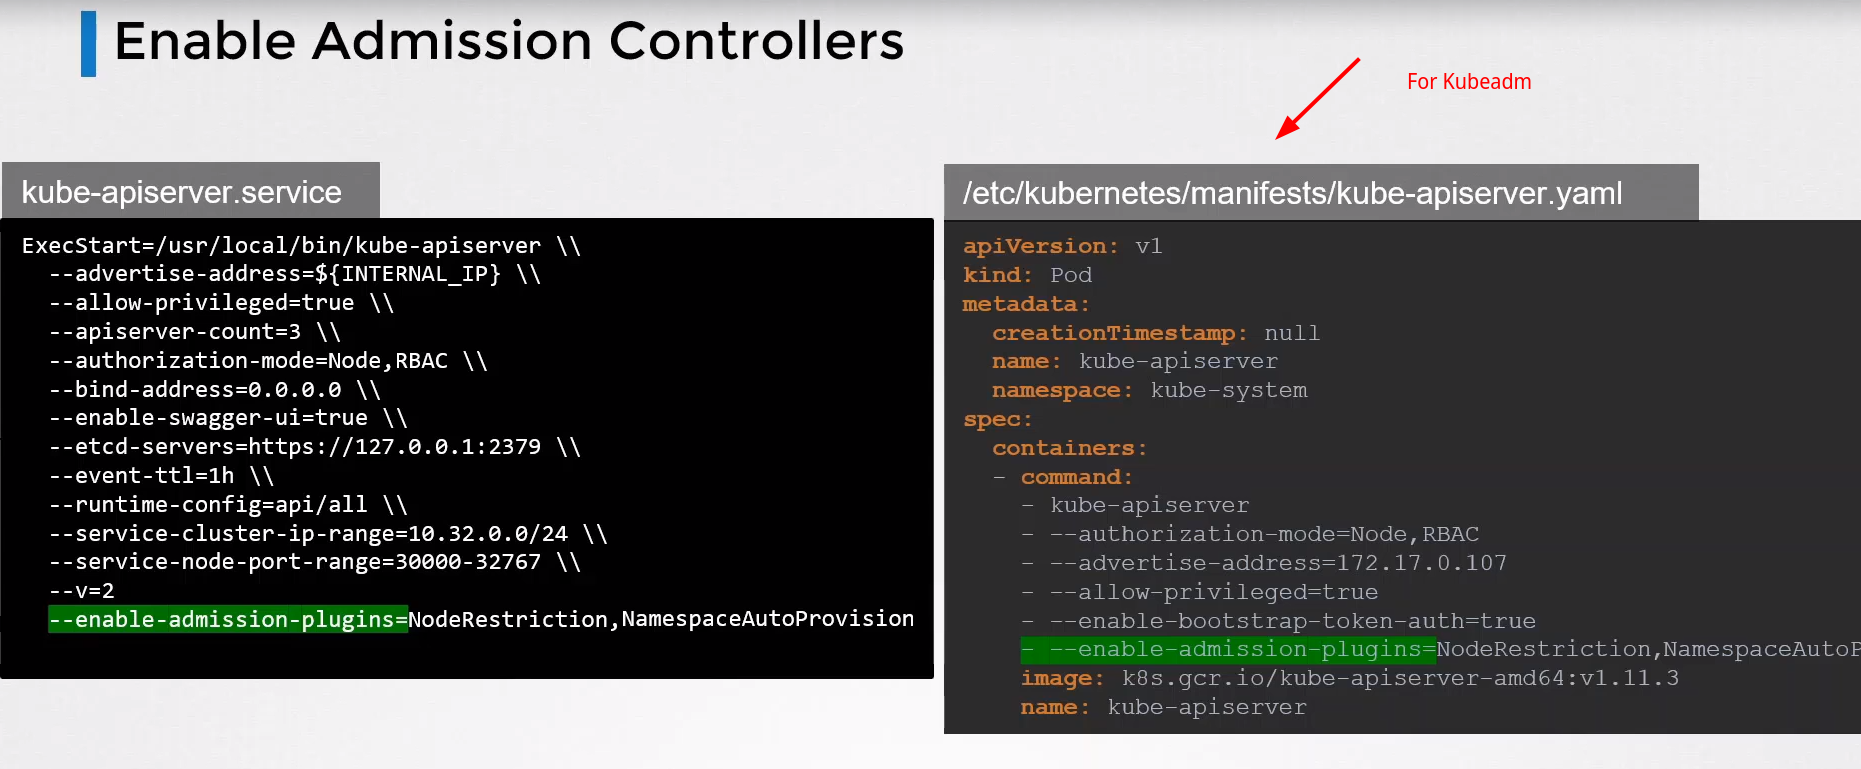 Enable Admission Controllers
For Kubeadm
kube-apiserver.service
ExecStart=/usr/local/bin/kube-apiserver \\
--advertise-address=${INTERNAL_IP} \\
--allow-privileged=true \\
--apiserver-count=3 \\
--authorization-mode=Node,RBAC \\
--bind-address=0.0.0.0 \\
--enable-swagger-ui=true \\
--etcd-servers=https://127.0.0.1:2379 \\
--event-ttl=1h \\
--runtime-config=api/all \\
--service-cluster-ip-range=10.32.0.0/24 \\
--service-node-port-range=30000-32767 \\
--v=2
--enable-admission-plugins=NodeRestriction,NamespaceAutoProvision
/etc/kubernetes/manifests/kube-apiserver.yaml
apiVersion: v1
kind: Pod
metadata:
creationTimestamp: null
name: kube-apiserver
namespace: kube-system
spec:
containers:
- command:
- kube-apiserver
- --authorization-mode=Node,RBAC
- --advertise-address=172.17.0.107
- --allow-privileged=true
- --enable-bootstrap-token-auth=true
- --enable-admission-plugins=NodeRestriction,NamespaceAutoP
image: k8s.gcr.io/kube-apiserver-amd64:v1.11.3
name: kube-apiserver